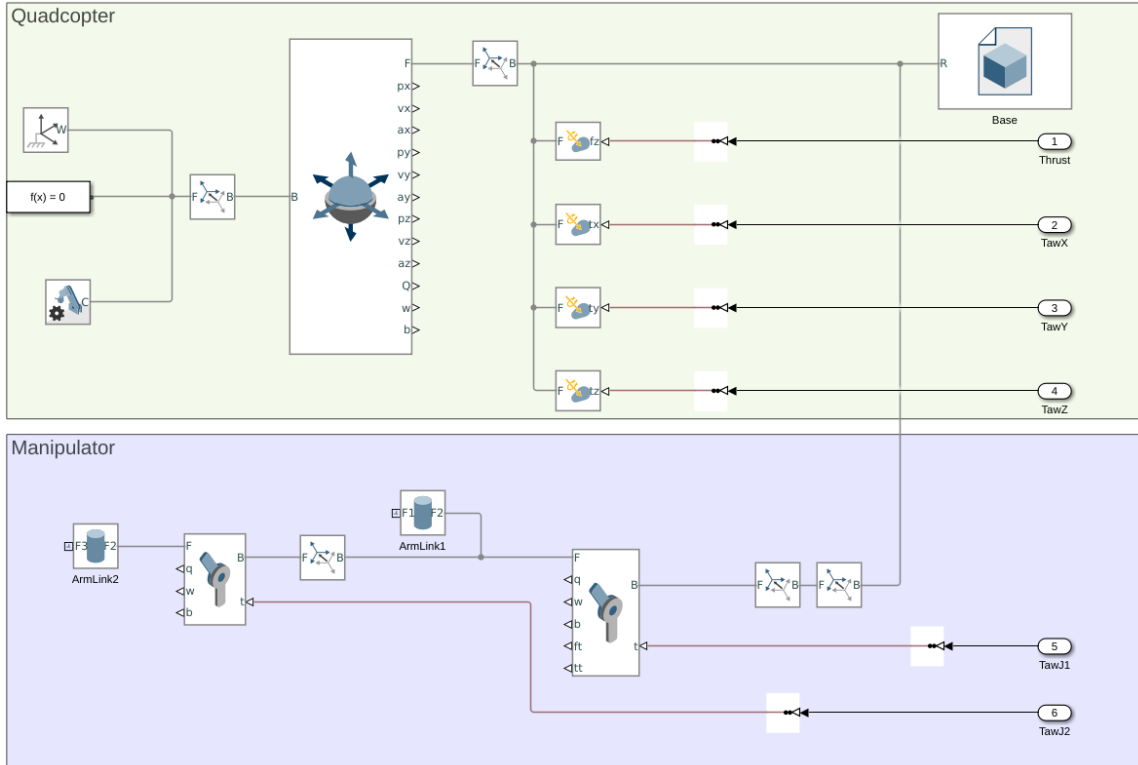 Quadcopter
F
F B
R
px
vx
Base
ax
W
fz
F
1
py
Thrust
vy
f(x) = 0
F B
B
ay
pz
F
tx
2
TawX
vz
az
Q
C
w
F
ty
3
TawY
b
F
tz
4
TawZ
Manipulator
F1 F2
ArmLink1
F3 F2
ArmLink2
F
B
q
w
t
b
F B
F
q
B
w
b
ft
t
tt
F B
F B
5
TawJ1
6
TawJ2